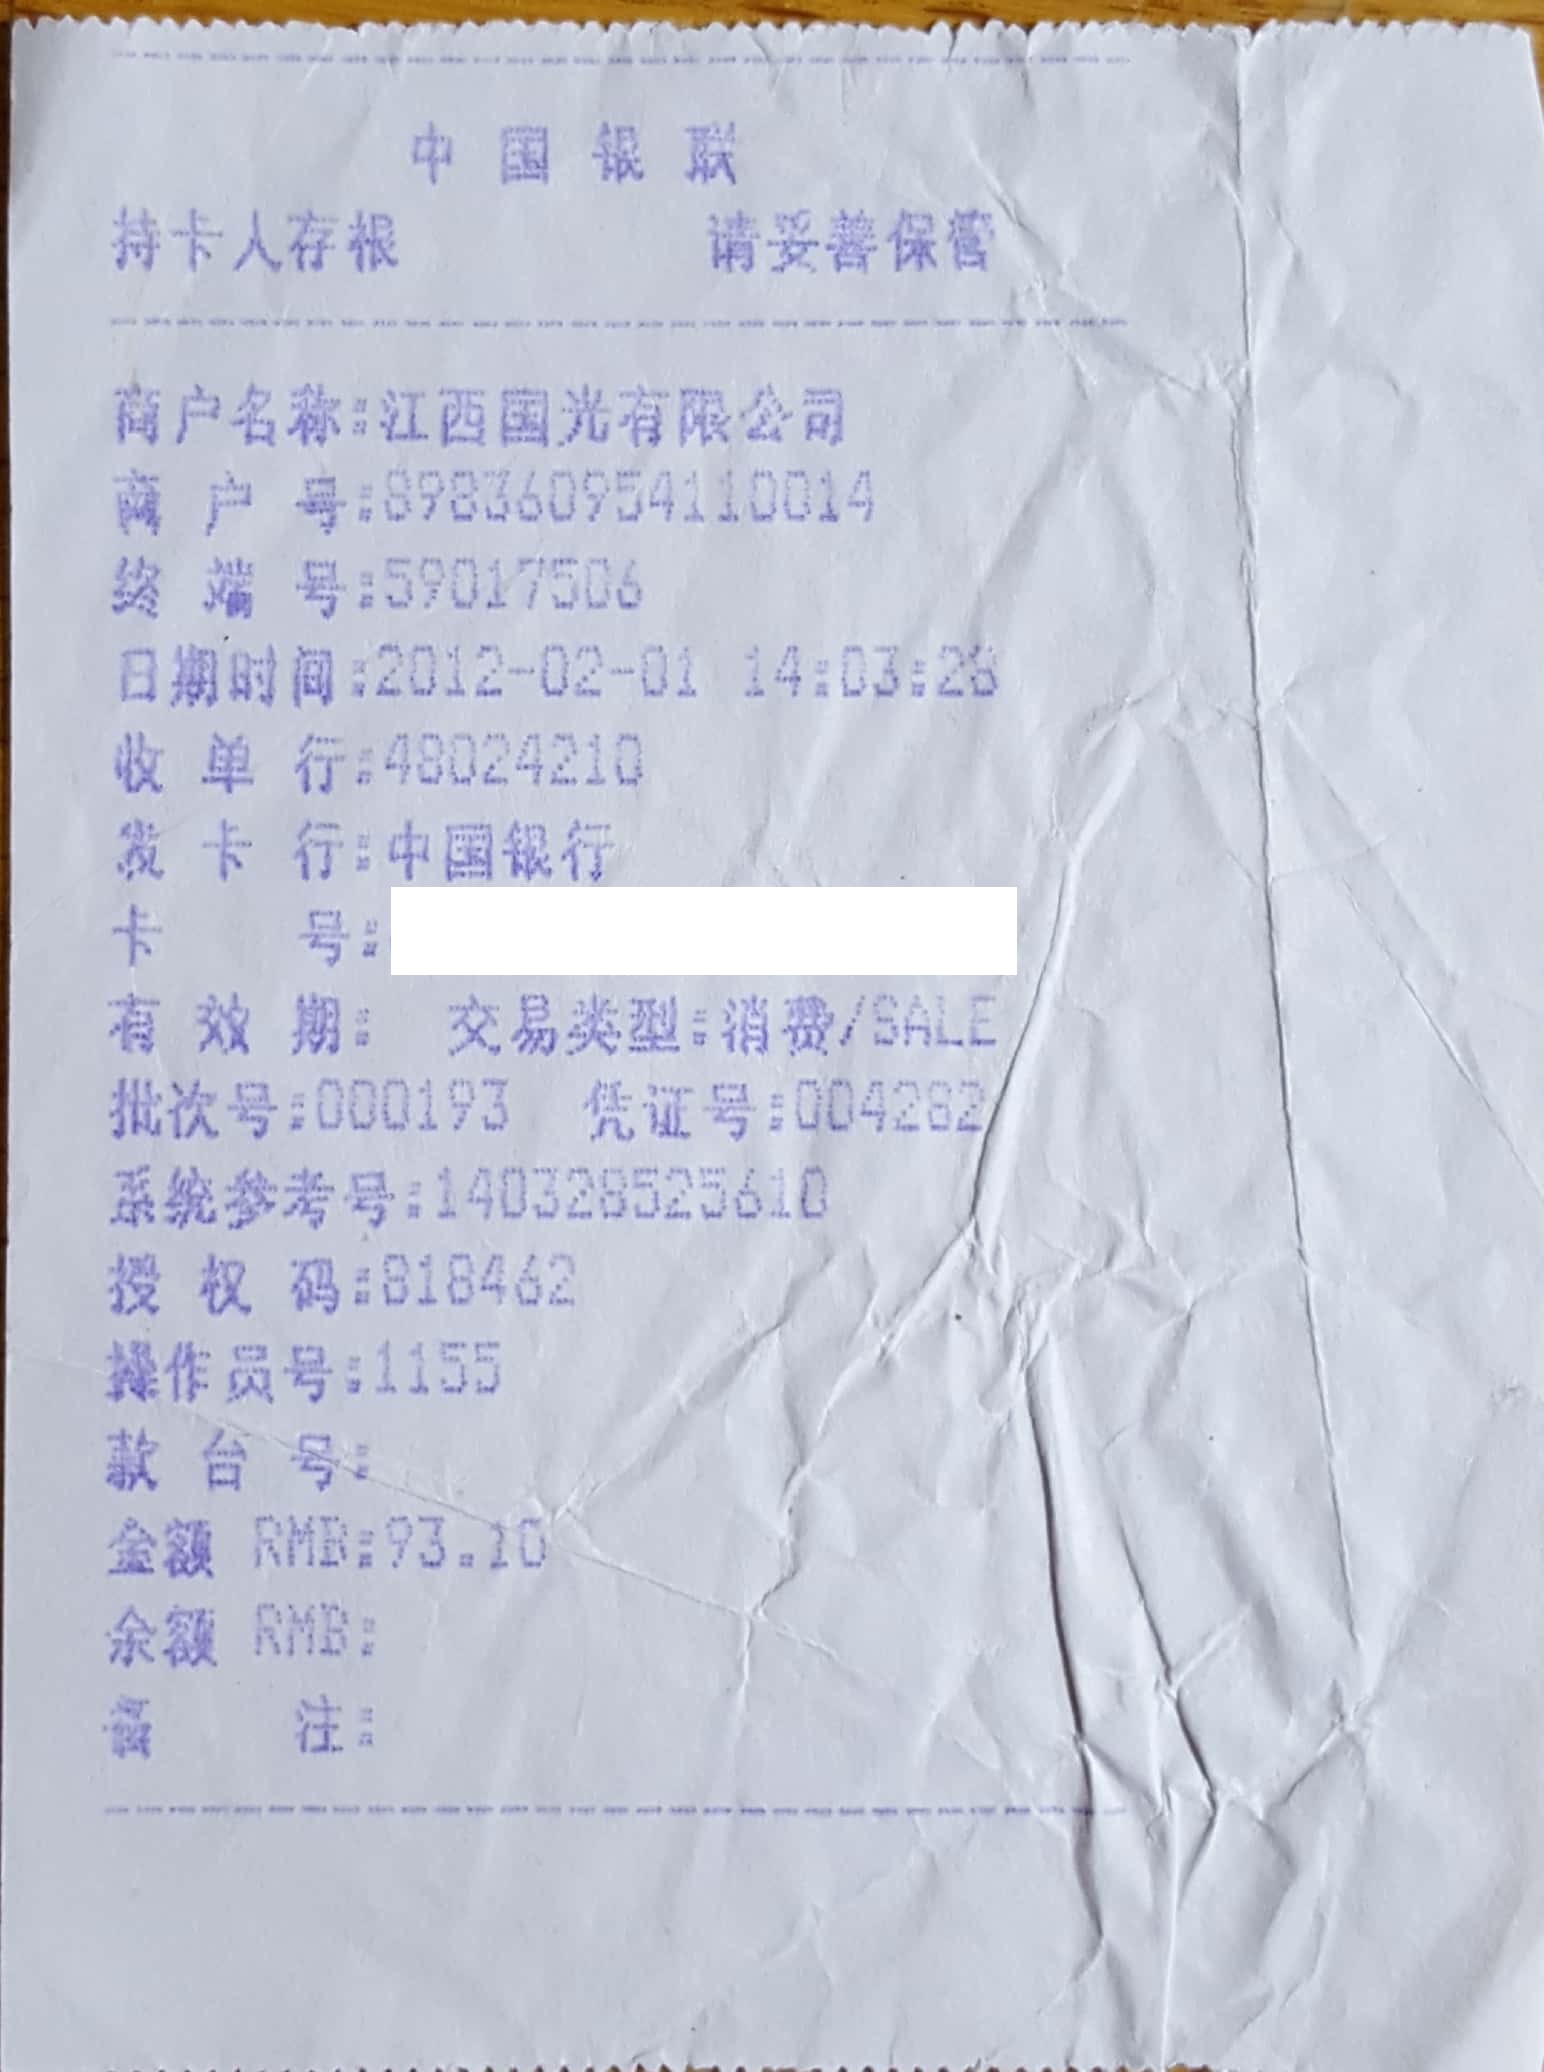 中国银联
持卡人存根 请妥善保管
商户名称:江西国光有限公司
商户号:898360954110014
终端号:59017506
日期时间:2012-02-01 14:03:28
收单行:48024210
发卡行:中国银行
卡号:
有效期: 交易类型:消费/SALE
批次号:000193 凭证号:004282
系统参考号:140328525610
授权码:818462
操作员号:1155
款台号:
金额 RMB:93.10
余额 RMB:
备注: